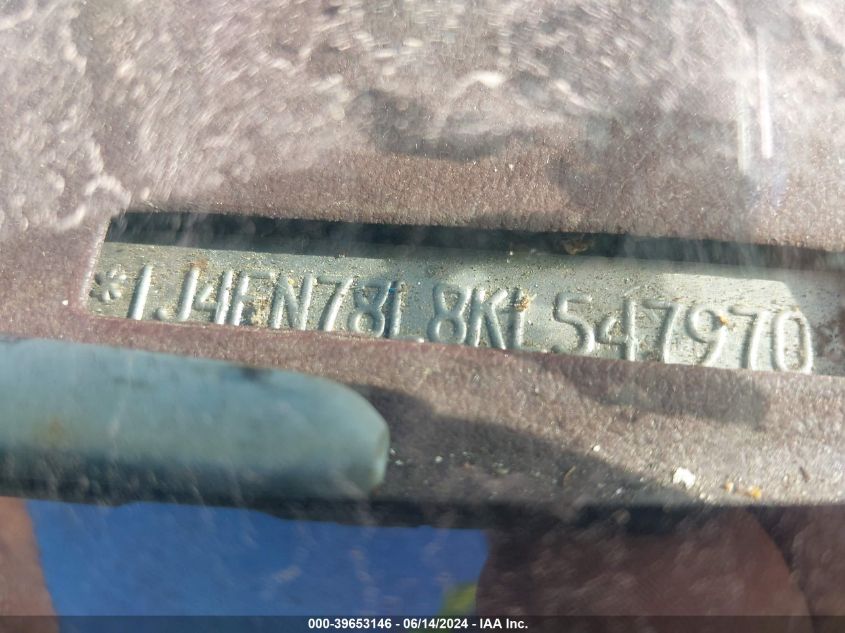 *1J4FN78L8KL547970*
000-39653146 - 06/14/2024 - IAA Inc.